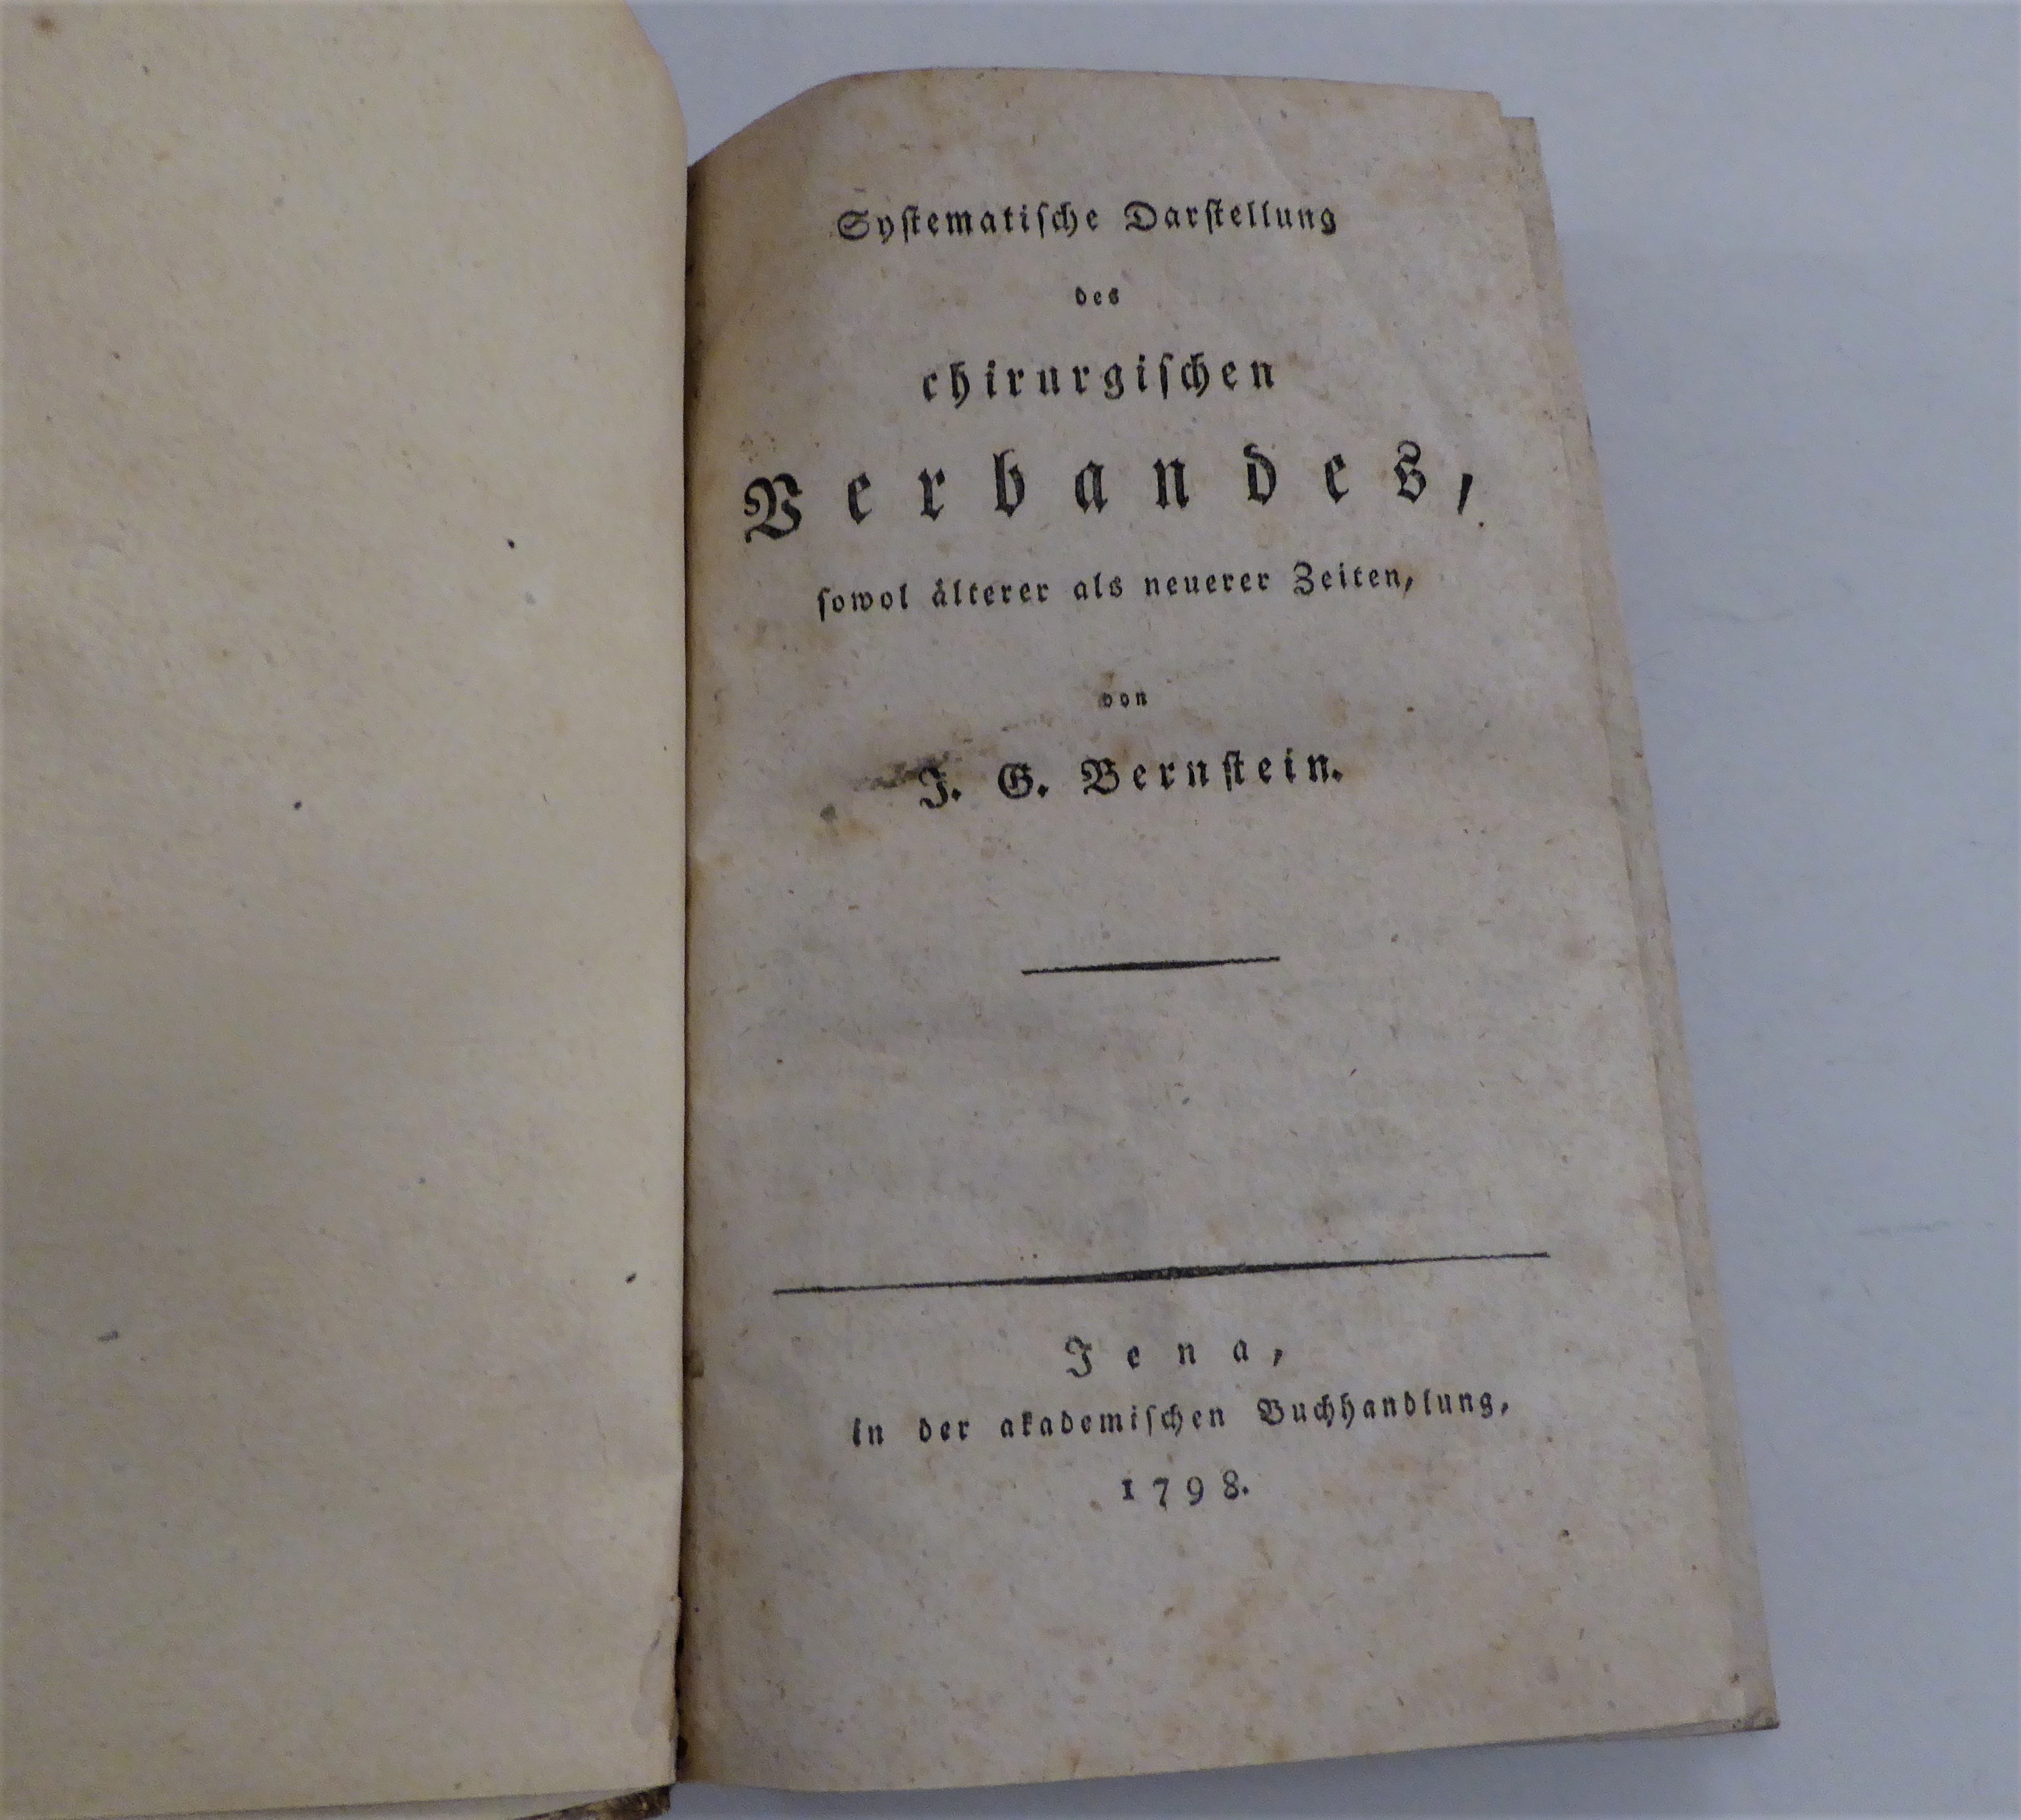 Syſtematiſche Darſtellung
des
chirurgiſchen
Verbandes,
ſowol älterer als neuerer Zeiten,
von
J. G. Bernſtein.
Jena,
in der akademiſchen Buchhandlung,
1798.